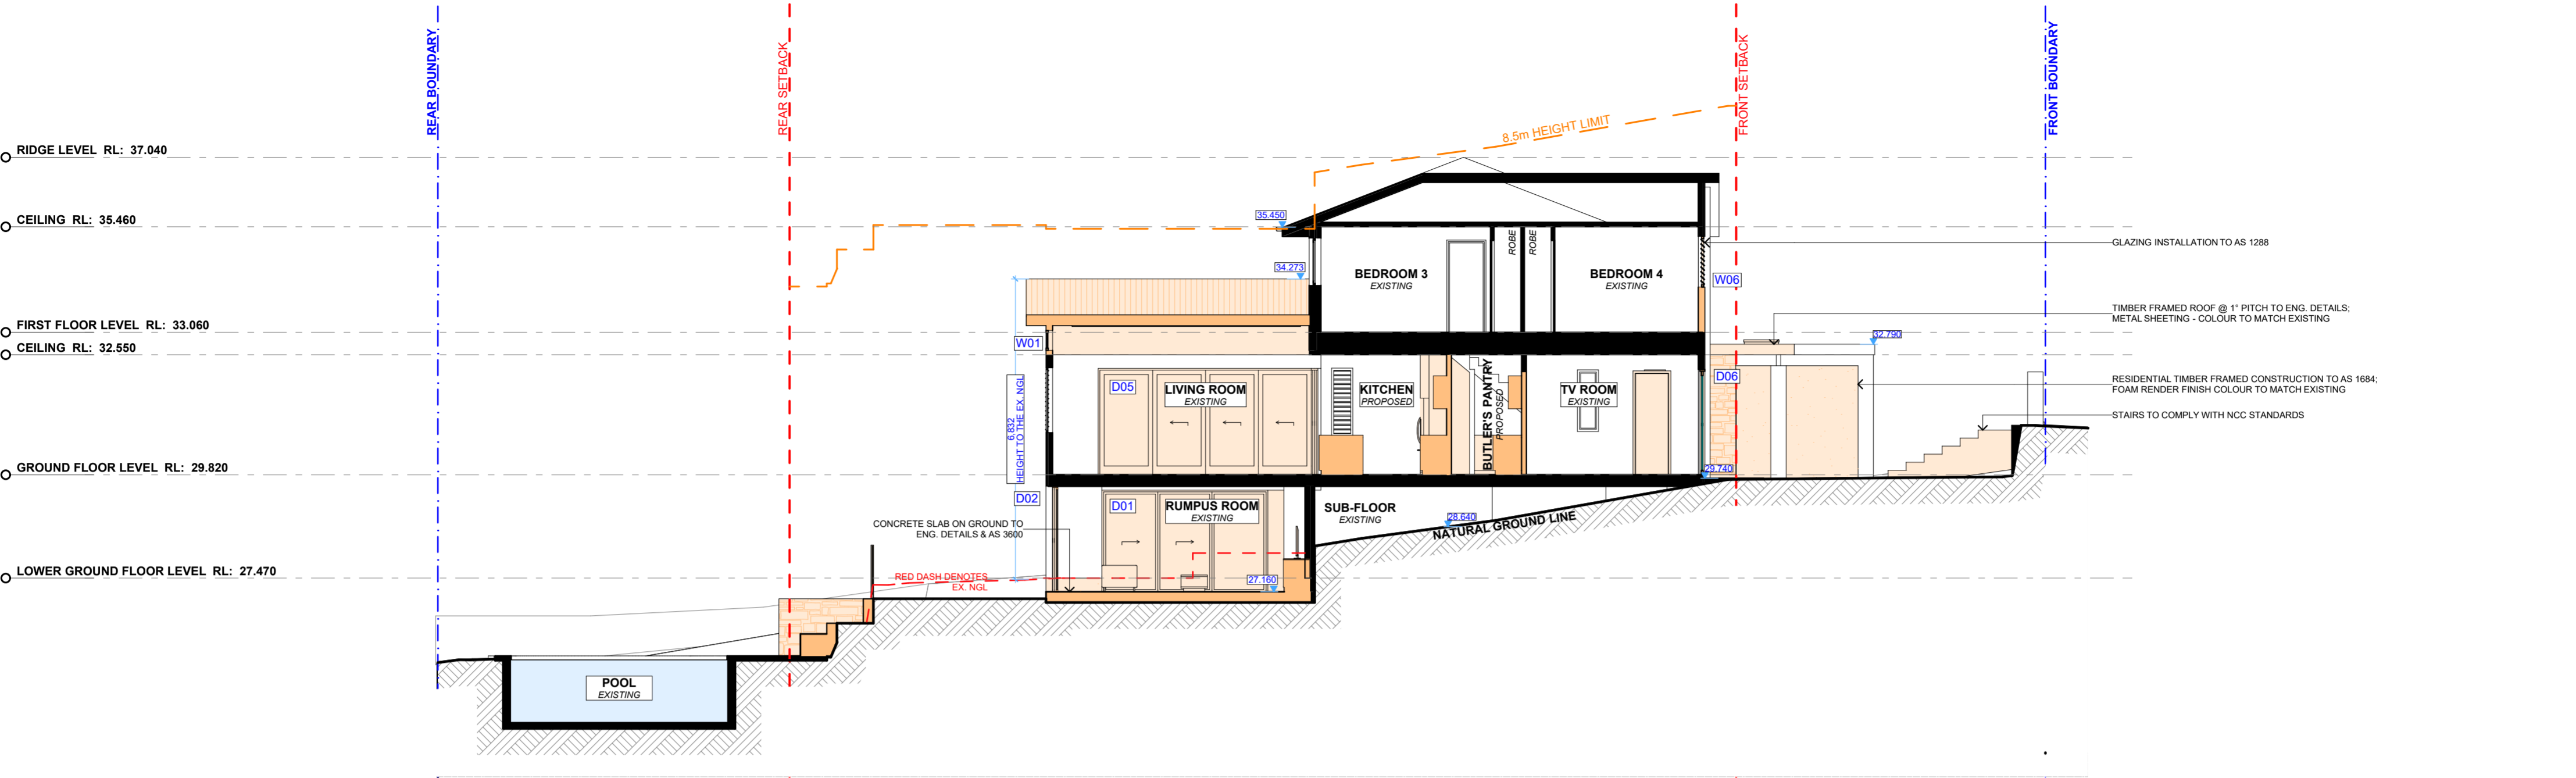 REAR BOUNDARY
REAR SETBACK
FRONT SETBACK
FRONT BOUNDARY
8.5m HEIGHT LIMIT
RIDGE LEVEL RL: 37.040
CEILING RL: 35.460
35.450
GLAZING INSTALLATION TO AS 1288
ROBE
ROBE
BEDROOM 3
EXISTING
BEDROOM 4
EXISTING
34.273
W06
TIMBER FRAMED ROOF @ 1° PITCH TO ENG. DETAILS;
METAL SHEETING - COLOUR TO MATCH EXISTING
FIRST FLOOR LEVEL RL: 33.060
32.790
CEILING RL: 32.550
W01
D05
LIVING ROOM
EXISTING
KITCHEN
PROPOSED
BUTLER'S PANTRY
PROPOSED
TV ROOM
EXISTING
D06
RESIDENTIAL TIMBER FRAMED CONSTRUCTION TO AS 1684;
FOAM RENDER FINISH COLOUR TO MATCH EXISTING
STAIRS TO COMPLY WITH NCC STANDARDS
6.832
HEIGHT TO THE EX. NGL
GROUND FLOOR LEVEL RL: 29.820
29.740
D02
D01
RUMPUS ROOM
EXISTING
SUB-FLOOR
EXISTING
28.640
NATURAL GROUND LINE
CONCRETE SLAB ON GROUND TO
ENG. DETAILS & AS 3600
LOWER GROUND FLOOR LEVEL RL: 27.470
RED DASH DENOTES
EX. NGL
27.160
POOL
EXISTING